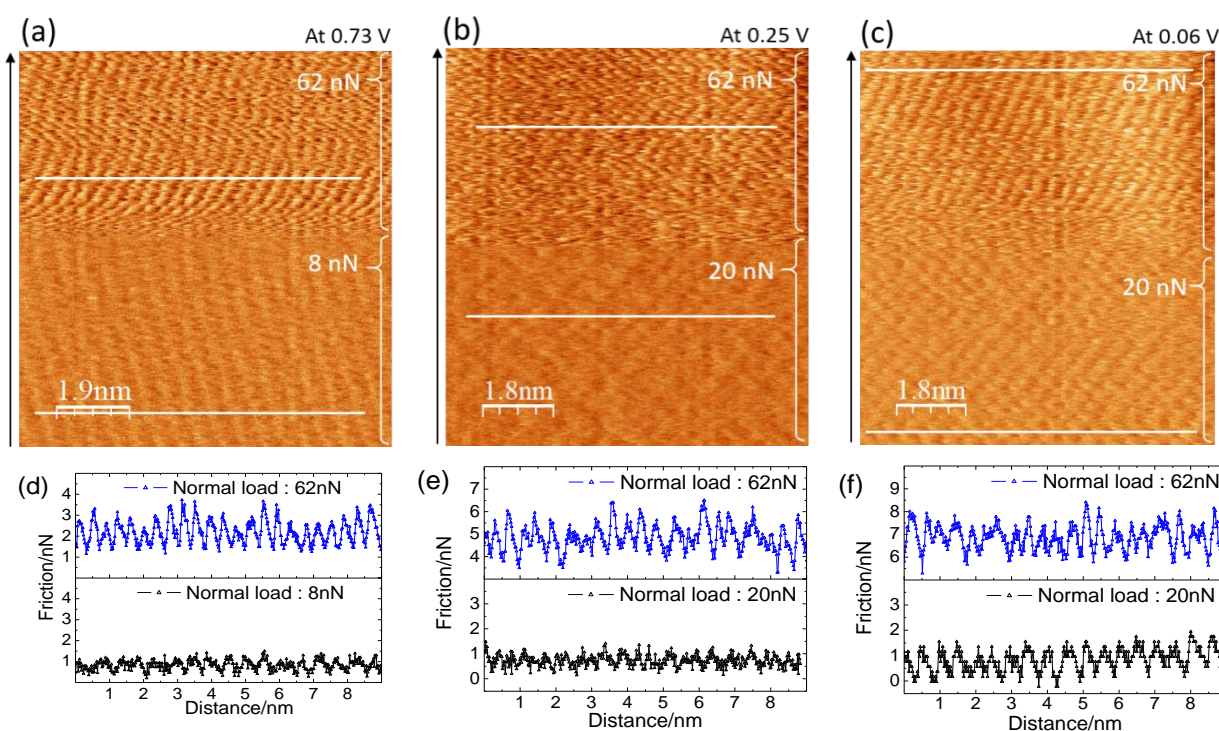 (a)
At 0.73 V
62 nN
8 nN
1.9nm
(b)
At 0.25 V
62 nN
20 nN
1.8nm
(c)
At 0.06 V
62 nN
20 nN
1.8nm
(d)
Normal load : 62nN
4
3
2
1
Normal load : 8nN
4
3
2
1
Friction/nN
1 2 3 4 5 6 7 8
Distance/nm
(e)
Normal load : 62nN
7
6
5
4
Normal load : 20nN
3
2
1
0
Friction/nN
1 2 3 4 5 6 7 8
Distance/nm
(f)
Normal load : 62nN
9
8
7
6
Normal load : 20nN
3
2
1
0
Friction/nN
1 2 3 4 5 6 7 8
Distance/nm